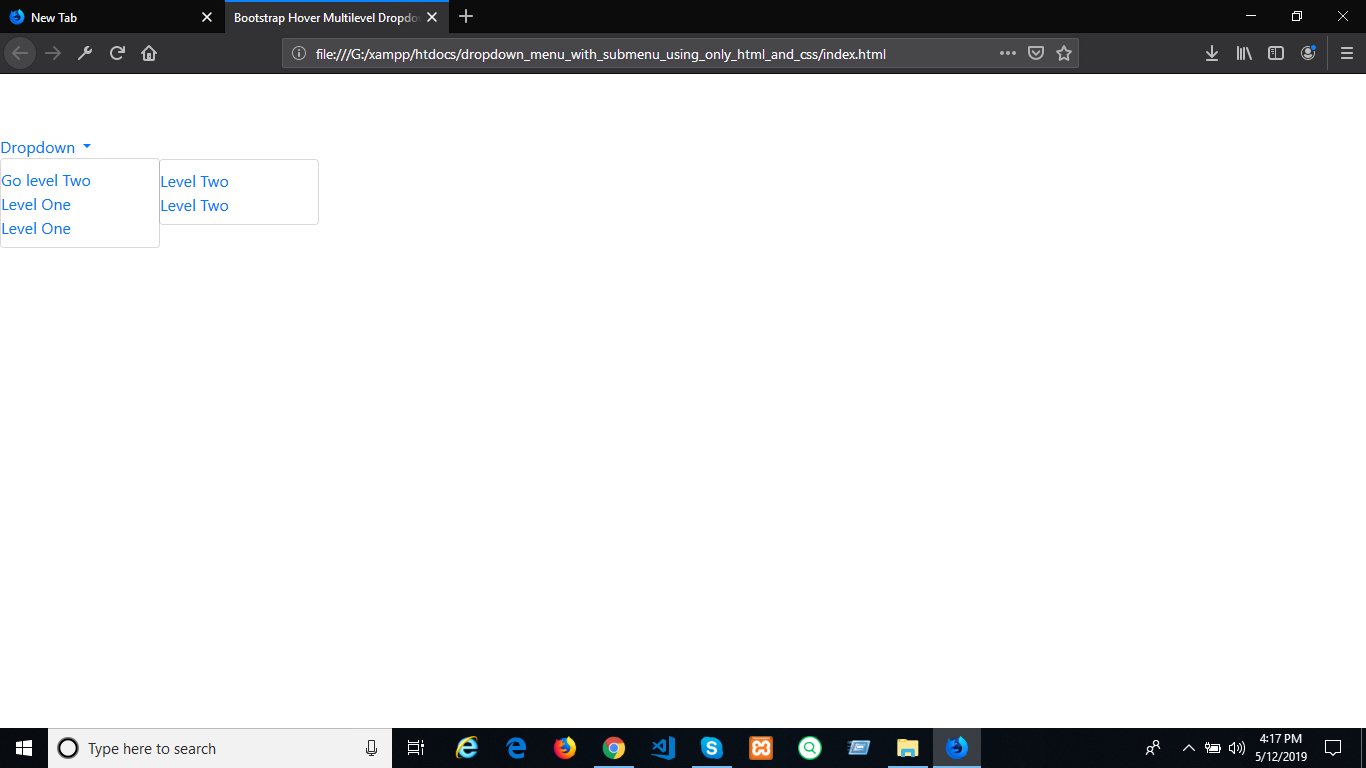 New Tab
Bootstrap Hover Multilevel Dropdo
file:///G:/xampp/htdocs/dropdown_menu_with_submenu_using_only_html_and_css/index.html
Dropdown
Go level Two
Level One
Level One
Level Two
Level Two
Type here to search
4:17 PM
5/12/2019